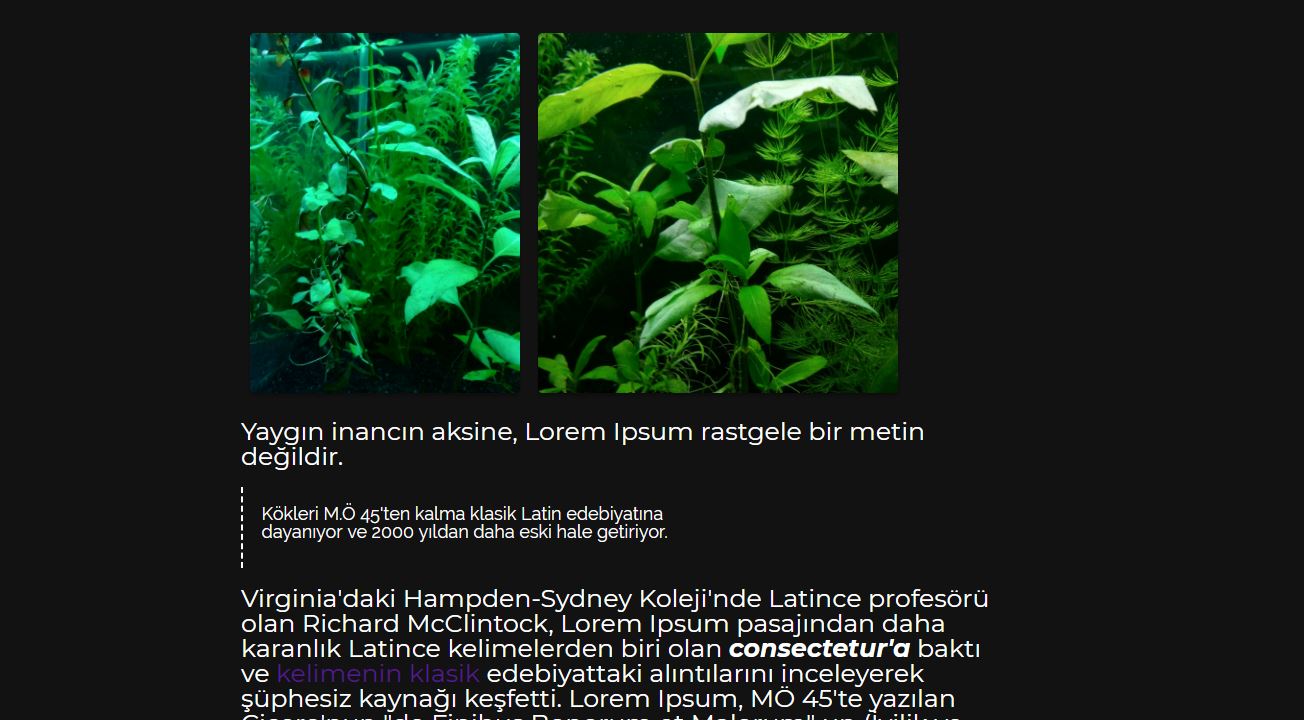 Yaygın inancın aksine, Lorem Ipsum rastgele bir metin
değildir.
Kökleri M.Ö 45'ten kalma klasik Latin edebiyatına
dayanıyor ve 2000 yıldan daha eski hale getiriyor.
Virginia'daki Hampden-Sydney Koleji'nde Latince profesörü
olan Richard McClintock, Lorem Ipsum pasajından daha
karanlık Latince kelimelerden biri olan consectetur'a baktı
ve kelimenin klasik edebiyattaki alıntılarını inceleyerek
şüphesiz kaynağı keşfetti. Lorem Ipsum, MÖ 45'te yazılan